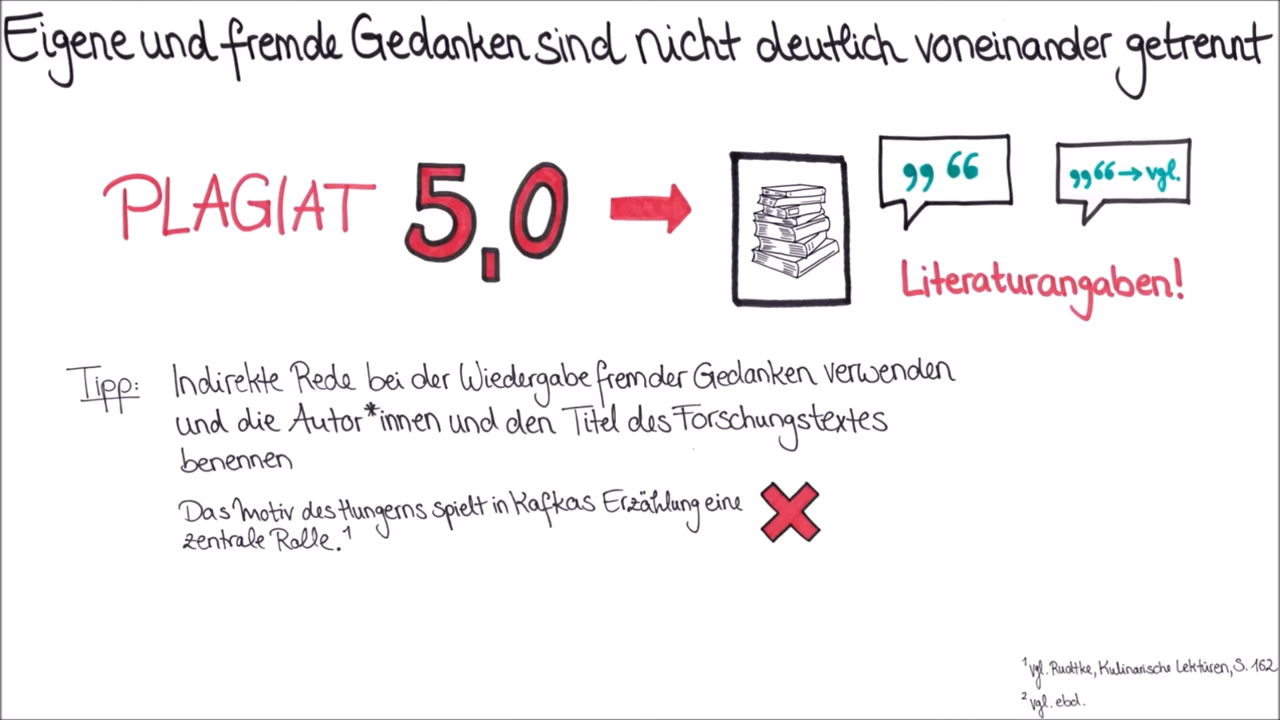 Eigene und fremde Gedanken sind nicht deutlich voneinander getrennt
PLAGIAT 5,0
„“
„“→ vgl.
Literaturangaben!
Tipp: Indirekte Rede bei der Wiedergabe fremder Gedanken verwenden
und die Autor*innen und den Titel des Forschungstextes
benennen
Das Motiv des Hungerns spielt in Kafkas Erzählung eine
zentrale Rolle.¹
¹ vgl. Rudtke, Kulinarische Lektüren, S. 162
² vgl. ebd.